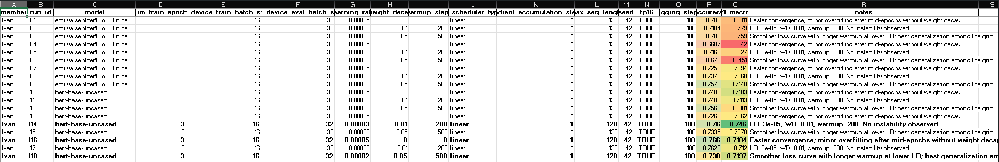 A B C D E F G H I J K L M N O P Q R S
member run_id model um_train_epoch r_device_train_batch_s r_device_eval_batch_s earning_rat eight_deca armup_step _scheduler_typ dient_accumulation_ste ax_seq_lengt seed fp16 gging_step accuracy f1_macro notes
Ivan I01 emilyalsentzer/Bio_ClinicalBE 3 16 32 0.00005 0 0 linear 1 128 42 TRUE 100 0.708 0.6811 Faster convergence; minor overfitting after mid-epochs without weight decay.
Ivan I02 emilyalsentzer/Bio_ClinicalBE 3 16 32 0.00003 0.01 200 linear 1 128 42 TRUE 100 0.7104 0.6779 LR=3e-05, WD=0.01, warmup=200. No instability observed.
Ivan I03 emilyalsentzer/Bio_ClinicalBE 3 16 32 0.00002 0.05 500 linear 1 128 42 TRUE 100 0.703 0.6759 Smoother loss curve with longer warmup at lower LR; best generalization among the grid.
Ivan I04 emilyalsentzer/Bio_ClinicalBE 3 16 32 0.00005 0 0 linear 1 128 42 TRUE 100 0.6607 0.6342 Faster convergence; minor overfitting after mid-epochs without weight decay.
Ivan I05 emilyalsentzer/Bio_ClinicalBE 3 16 32 0.00003 0.01 200 linear 1 128 42 TRUE 100 0.7166 0.6927 LR=3e-05, WD=0.01, warmup=200. No instability observed.
Ivan I06 emilyalsentzer/Bio_ClinicalBE 3 16 32 0.00002 0.05 500 linear 1 128 42 TRUE 100 0.676 0.6451 Smoother loss curve with longer warmup at lower LR; best generalization among the grid.
Ivan I07 emilyalsentzer/Bio_ClinicalBE 3 16 32 0.00005 0 0 linear 1 128 42 TRUE 100 0.7259 0.7094 Faster convergence; minor overfitting after mid-epochs without weight decay.
Ivan I08 emilyalsentzer/Bio_ClinicalBE 3 16 32 0.00003 0.01 200 linear 1 128 42 TRUE 100 0.7373 0.7068 LR=3e-05, WD=0.01, warmup=200. No instability observed.
Ivan I09 emilyalsentzer/Bio_ClinicalBE 3 16 32 0.00002 0.05 500 linear 1 128 42 TRUE 100 0.7579 0.7148 Smoother loss curve with longer warmup at lower LR; best generalization among the grid.
Ivan I10 bert-base-uncased 3 16 32 0.00005 0 0 linear 1 128 42 TRUE 100 0.7406 0.7183 Faster convergence; minor overfitting after mid-epochs without weight decay.
Ivan I11 bert-base-uncased 3 16 32 0.00003 0.01 200 linear 1 128 42 TRUE 100 0.7408 0.7113 LR=3e-05, WD=0.01, warmup=200. No instability observed.
Ivan I12 bert-base-uncased 3 16 32 0.00002 0.05 500 linear 1 128 42 TRUE 100 0.7563 0.6981 Smoother loss curve with longer warmup at lower LR; best generalization among the grid.
Ivan I13 bert-base-uncased 3 16 32 0.00005 0 0 linear 1 128 42 TRUE 100 0.7263 0.7062 Faster convergence; minor overfitting after mid-epochs without weight decay.
Ivan I14 bert-base-uncased 3 16 32 0.00003 0.01 200 linear 1 128 42 TRUE 100 0.76 0.746 LR=3e-05, WD=0.01, warmup=200. No instability observed.
Ivan I15 bert-base-uncased 3 16 32 0.00002 0.05 500 linear 1 128 42 TRUE 100 0.7335 0.7078 Smoother loss curve with longer warmup at lower LR; best generalization among the grid.
Ivan I16 bert-base-uncased 3 16 32 0.00005 0 0 linear 1 128 42 TRUE 100 0.766 0.7184 Faster convergence; minor overfitting after mid-epochs without weight decay
Ivan I17 bert-base-uncased 3 16 32 0.00003 0.01 200 linear 1 128 42 TRUE 100 0.7623 0.712 LR=3e-05, WD=0.01, warmup=200. No instability observed.
Ivan I18 bert-base-uncased 3 16 32 0.00002 0.05 500 linear 1 128 42 TRUE 100 0.738 0.7197 Smoother loss curve with longer warmup at lower LR; best generalization am